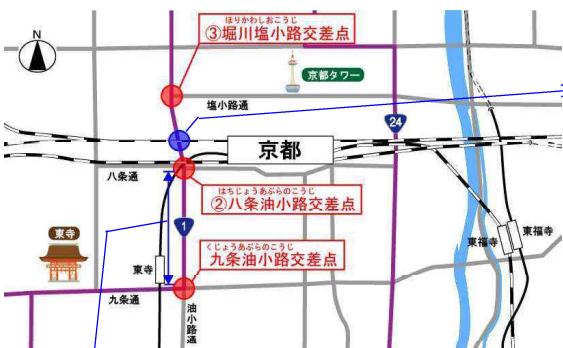 N
ほりかわしおこうじ
③堀川塩小路交差点
京都タワー
塩小路通
24
京都
八条通
はちじょうあぶらのこうじ
②八条油小路交差点
1
東寺
くじょうあぶらのこうじ
九条油小路交差点
東寺
九条通
油小路通
東福寺
東福寺